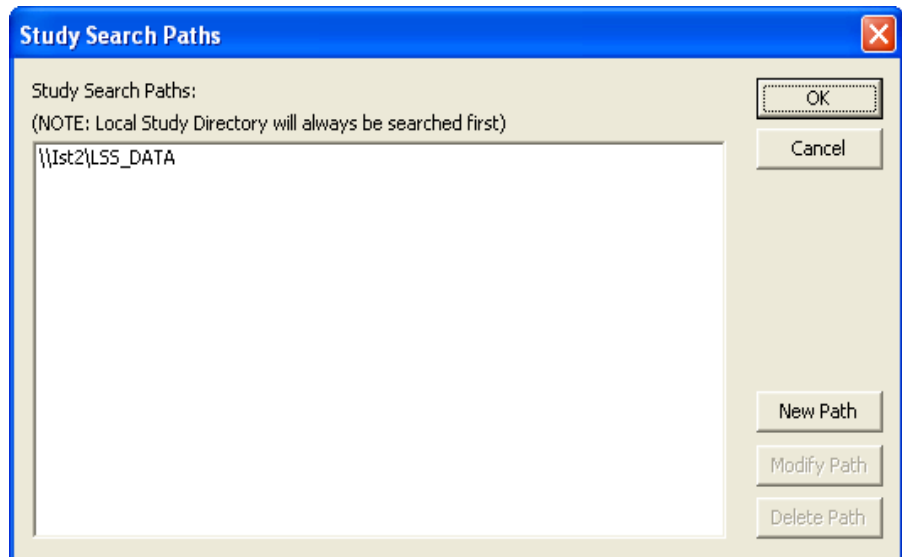 Study Search Paths
Study Search Paths:
(NOTE: Local Study Directory will always be searched first)
\\Ist2\LSS_DATA
OK
Cancel
New Path
Modify Path
Delete Path